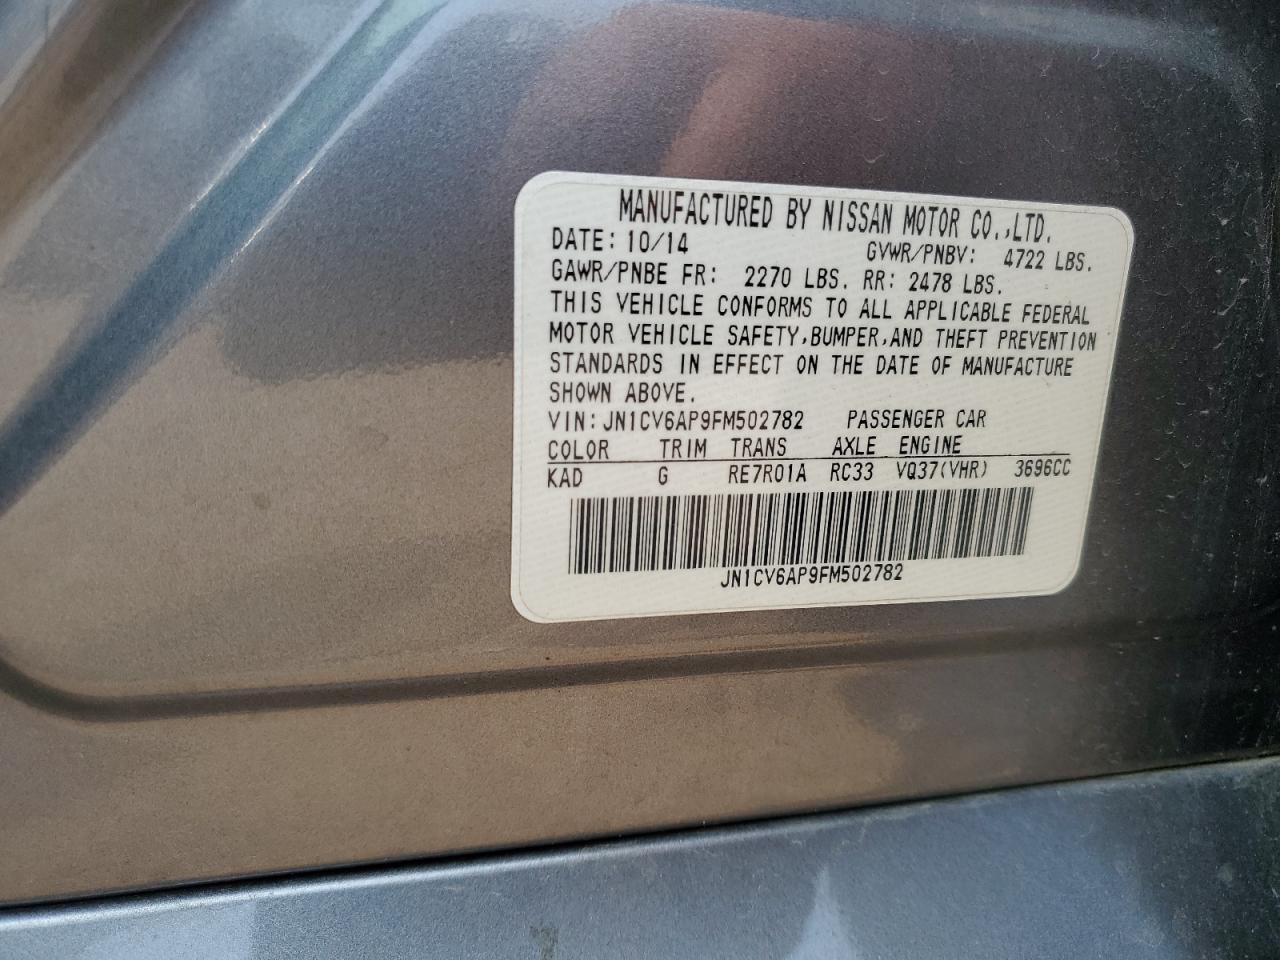 MANUFACTURED BY NISSAN MOTOR CO.,LTD.
DATE: 10/14 GVWR/PNBV: 4722 LBS.
GAWR/PNBE FR: 2270 LBS. RR: 2478 LBS.
THIS VEHICLE CONFORMS TO ALL APPLICABLE FEDERAL
MOTOR VEHICLE SAFETY,BUMPER,AND THEFT PREVENTION
STANDARDS IN EFFECT ON THE DATE OF MANUFACTURE
SHOWN ABOVE.
VIN:JN1CV6AP9FM502782 PASSENGER CAR
COLOR TRIM TRANS AXLE ENGINE
KAD G RE7R01A RC33 VQ37(VHR) 3696CC
JN1CV6AP9FM502782